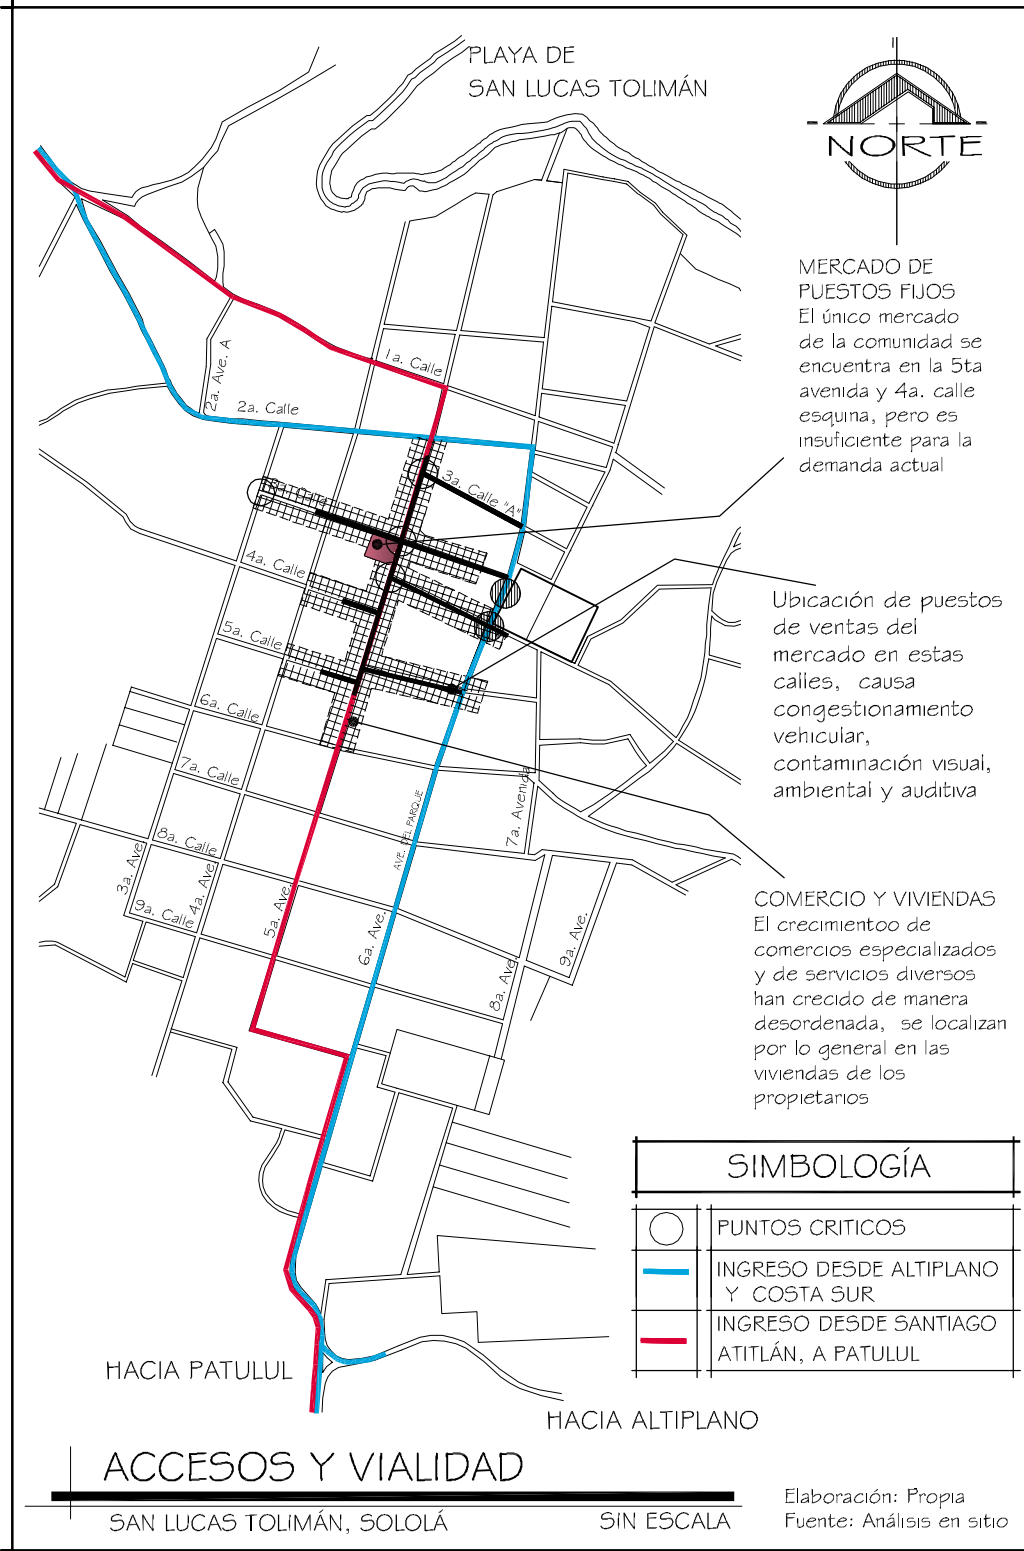 PLAYA DE
SAN LUCAS TOLIMÁN
NORTE
MERCADO DE
PUESTOS FIJOS
El único mercado
de la comunidad se
encuentra en la 5ta
avenida y 4a. calle
esquina, pero es
insuficiente para la
demanda actual
1a. Calle
2a. Ave. A
2a. Calle
3a. Calle "A"
4a. Calle
5a. Calle
6a. Calle
7a. Calle
8a. Calle
9a. Calle
3a. Ave.
4a. Ave.
5a. Ave.
6a. Ave.
AVE. DEL PARQUE
7a. Avenida
8a. Ave.
9a. Ave.
Ubicación de puestos
de ventas del
mercado en estas
calles, causa
congestionamiento
vehicular,
contaminación visual,
ambiental y auditiva
COMERCIO Y VIVIENDAS
El crecimientoo de
comercios especializados
y de servicios diversos
han crecido de manera
desordenada, se localizan
por lo general en las
viviendas de los
propietarios
SIMBOLOGÍA
PUNTOS CRITICOS
INGRESO DESDE ALTIPLANO
Y COSTA SUR
INGRESO DESDE SANTIAGO
ATITLÁN, A PATULUL
HACIA PATULUL
HACIA ALTIPLANO
ACCESOS Y VIALIDAD
SAN LUCAS TOLIMÁN, SOLOLÁ
SIN ESCALA
Elaboración: Propia
Fuente: Análisis en sitio